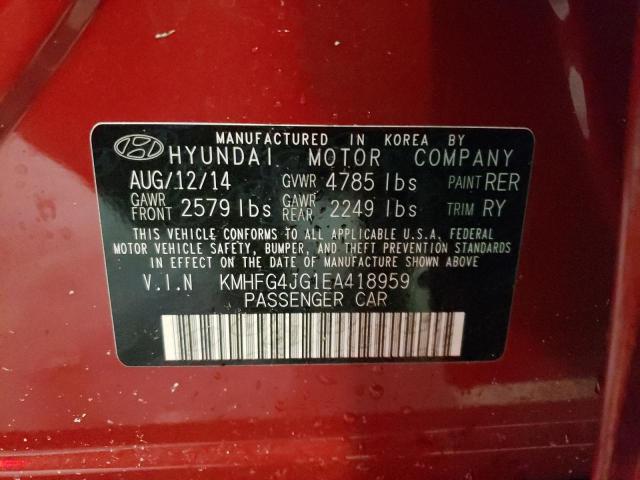 MANUFACTURED IN KOREA BY
HYUNDAI MOTOR COMPANY
AUG/12/14 GVWR 4785 lbs PAINT RER
GAWR FRONT 2579 lbs GAWR REAR 2249 lbs TRIM RY
THIS VEHICLE CONFORMS TO ALL APPLICABLE U.S.A. FEDERAL
MOTOR VEHICLE SAFETY, BUMPER, AND THEFT PREVENTION STANDARDS
IN EFFECT ON THE DATE OF MANUFACTURE SHOWN ABOVE.
V.I.N KMHFG4JG1EA418959
PASSENGER CAR